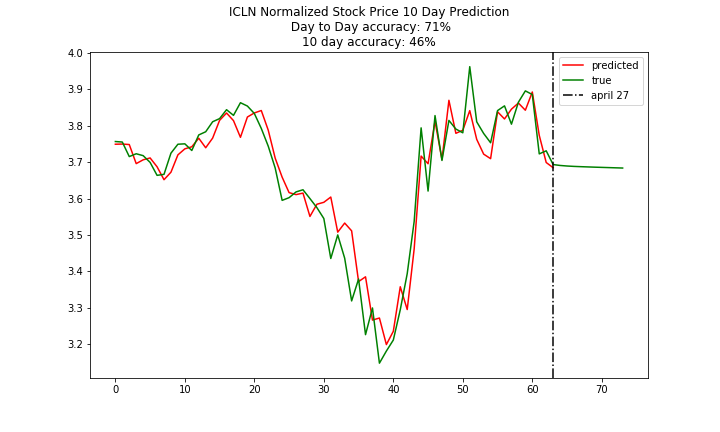 ICLN Normalized Stock Price 10 Day Prediction
Day to Day accuracy: 71%
10 day accuracy: 46%
predicted
true
april 27
4.0
3.9
3.8
3.7
3.6
3.5
3.4
3.3
3.2
0 10 20 30 40 50 60 70